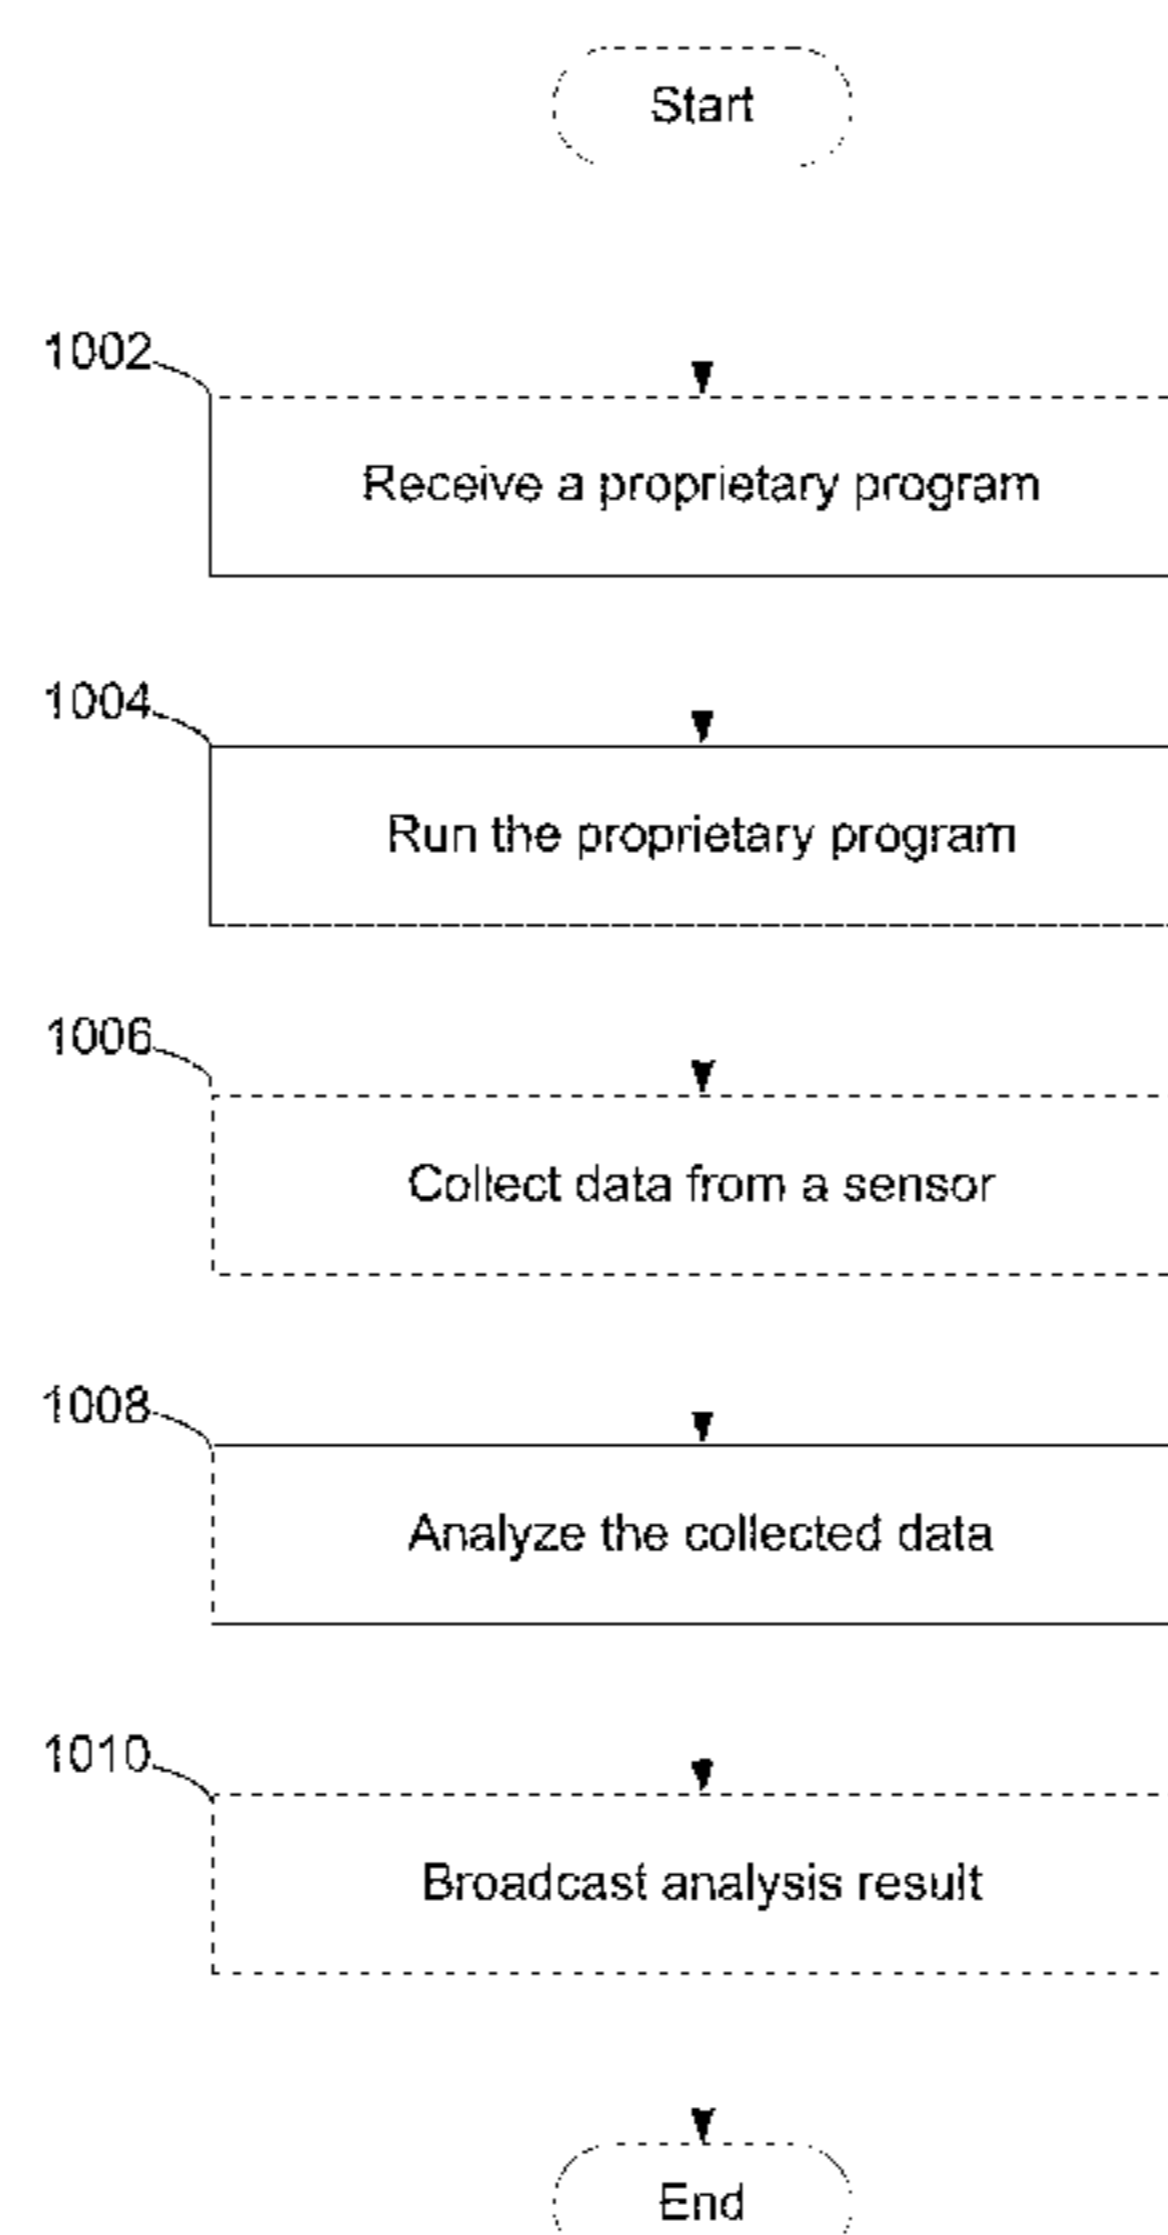 Start
1002
Receive a proprietary program
1004
Run the proprietary program
1006
Collect data from a sensor
1008
Analyze the collected data
1010
Broadcast analysis result
End